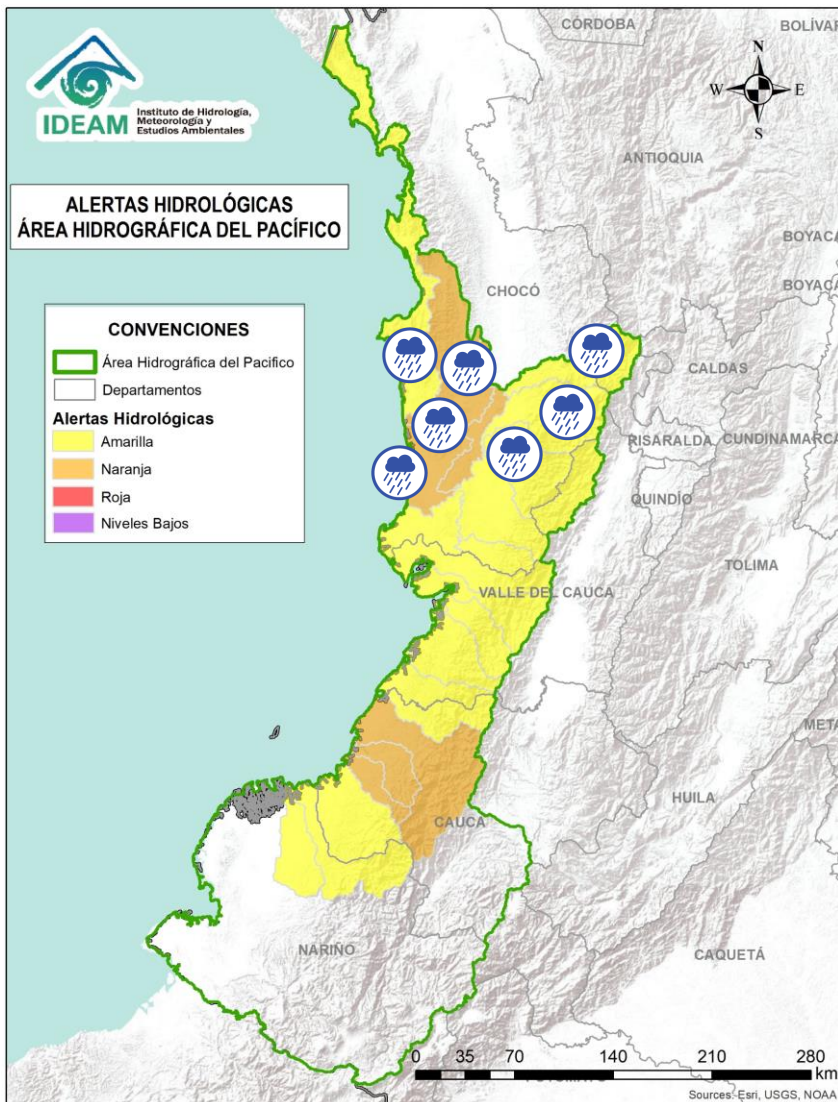 IDEAM
Instituto de Hidrología,
Meteorología y
Estudios Ambientales
ALERTAS HIDROLÓGICAS
ÁREA HIDROGRÁFICA DEL PACÍFICO
CONVENCIONES
Área Hidrográfica del Pacifico
Departamentos
Alertas Hidrológicas
Amarilla
Naranja
Roja
Niveles Bajos
CÓRDOBA
BOLÍVAR
N
W
E
S
ANTIOQUIA
BOYACÁ
BOYACÁ
CHOCÓ
CALDAS
RISARALDA
CUNDINAMARCA
QUINDÍO
TOLIMA
VALLE DEL CAUCA
META
HUILA
CAUCA
NARIÑO
CAQUETÁ
0 35 70 140 210 280
km
Sources: Esri, USGS, NOAA